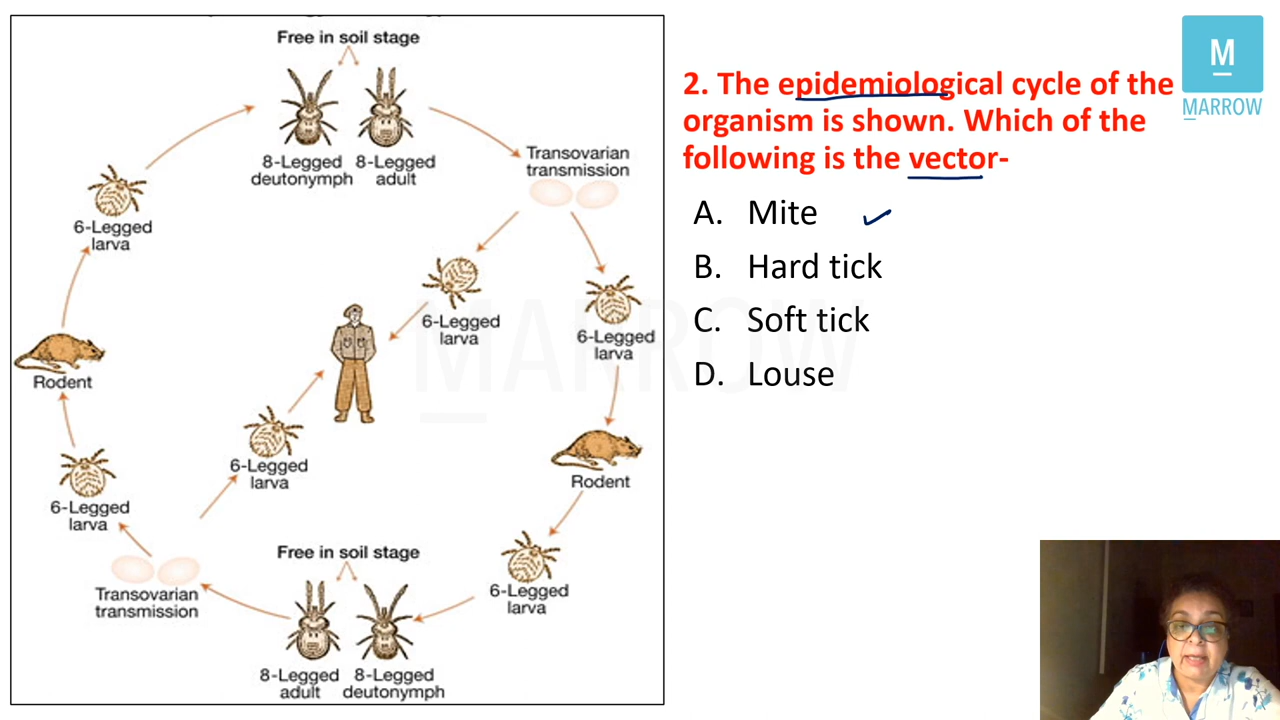 Free in soil stage
8-Legged
deutonymph
8-Legged
adult
Transovarian
transmission
6-Legged
larva
6-Legged
larva
6-Legged
larva
Rodent
6-Legged
larva
Rodent
6-Legged
larva
6-Legged
larva
Free in soil stage
Transovarian
transmission
8-Legged
adult
8-Legged
deutonymph
2. The epidemiological cycle of the
organism is shown. Which of the
following is the vector-
A. Mite
B. Hard tick
C. Soft tick
D. Louse
M
MARROW
MARROW